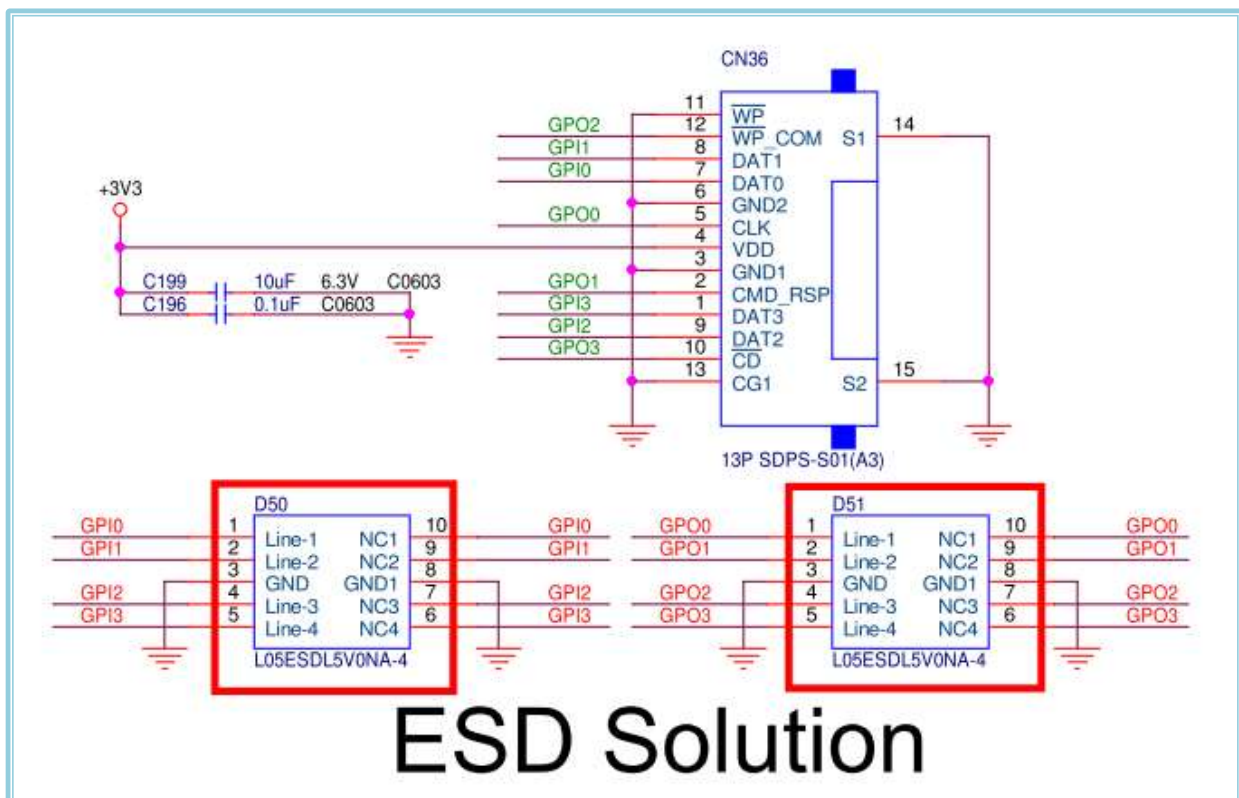 CN36
11 WP
GPO2 12 WP_COM S1 14
GPI1 8 DAT1
GPI0 7 DAT0
6 GND2
+3V3
GPO0 5 CLK
4 VDD
3 GND1
C199 10uF 6.3V C0603
GPO1 2 CMD_RSP
C196 0.1uF C0603
GPI3 1 DAT3
GPI2 9 DAT2
GPO3 10 CD
13 CG1 S2 15
13P SDPS-S01(A3)
D50
GPI0 1 Line-1 NC1 10 GPI0
GPI1 2 Line-2 NC2 9 GPI1
3 GND GND1 8
GPI2 4 Line-3 NC3 7 GPI2
GPI3 5 Line-4 NC4 6 GPI3
L05ESDL5V0NA-4
D51
GPO0 1 Line-1 NC1 10 GPO0
GPO1 2 Line-2 NC2 9 GPO1
3 GND GND1 8
GPO2 4 Line-3 NC3 7 GPO2
GPO3 5 Line-4 NC4 6 GPO3
L05ESDL5V0NA-4
ESD Solution